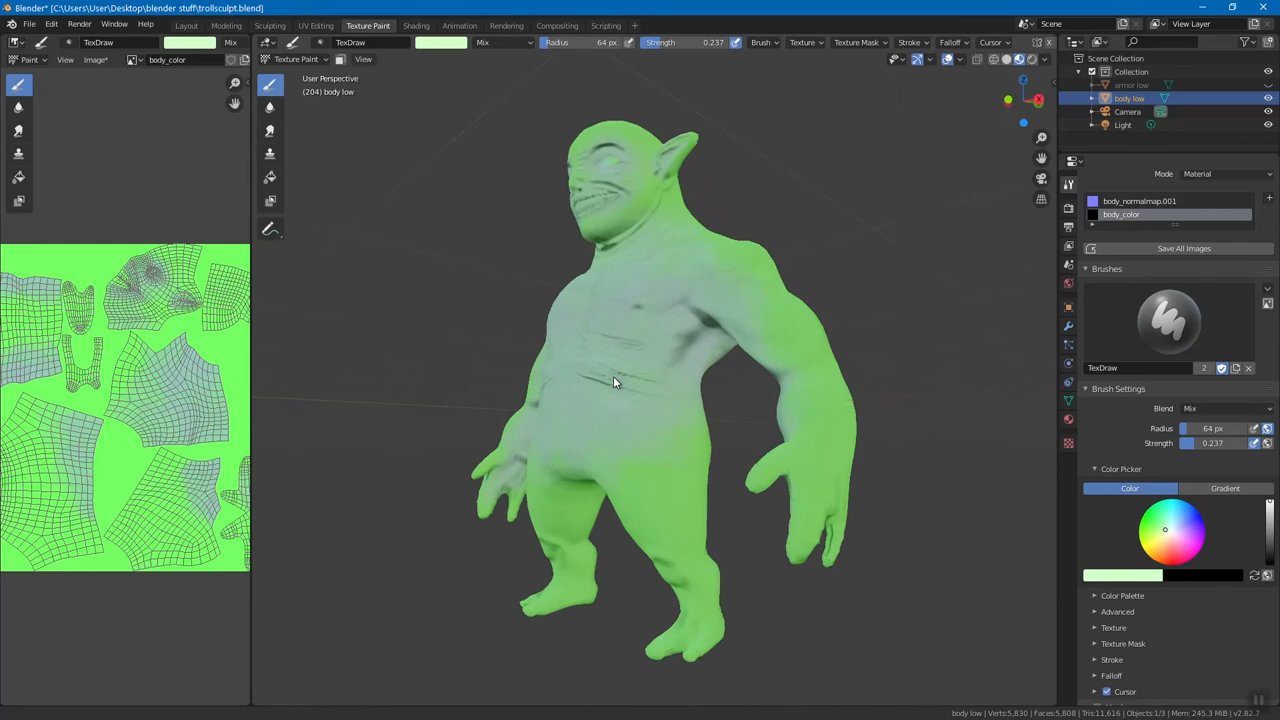 Blender* [C:\Users\User\Desktop\blender stuff\trollsculpt.blend]
File Edit Render Window Help Layout Modeling Sculpting UV Editing Texture Paint Shading Animation Rendering Compositing Scripting Scene View Layer
TexDraw Mix TexDraw Mix Radius 64 px Strength 0.237 Brush Texture Texture Mask Stroke Falloff Cursor
Paint View Image* body_color Texture Paint View
User Perspective
(204) body low
Scene Collection
Collection
armor low
body low
Camera
Light
Mode Material
body_normalmap.001
body_color
Save All Images
Brushes
TexDraw 2
Brush Settings
Blend Mix
Radius 64 px
Strength 0.237
Color Picker
Color Gradient
Color Palette
Advanced
Texture
Texture Mask
Stroke
Falloff
Cursor
body low | Verts:5,830 | Faces:5,808 | Tris:11,616 | Objects:1/3 | Mem: 245.3 MiB | v2.82.7